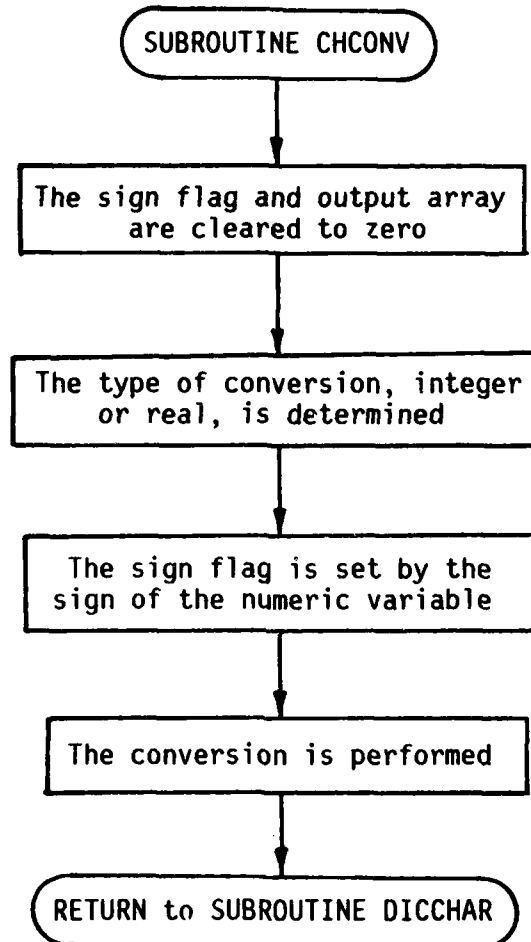 SUBROUTINE CHCONV
The sign flag and output array
are cleared to zero
The type of conversion, integer
or real, is determined
The sign flag is set by the
sign of the numeric variable
The conversion is performed
RETURN to SUBROUTINE DICCHAR